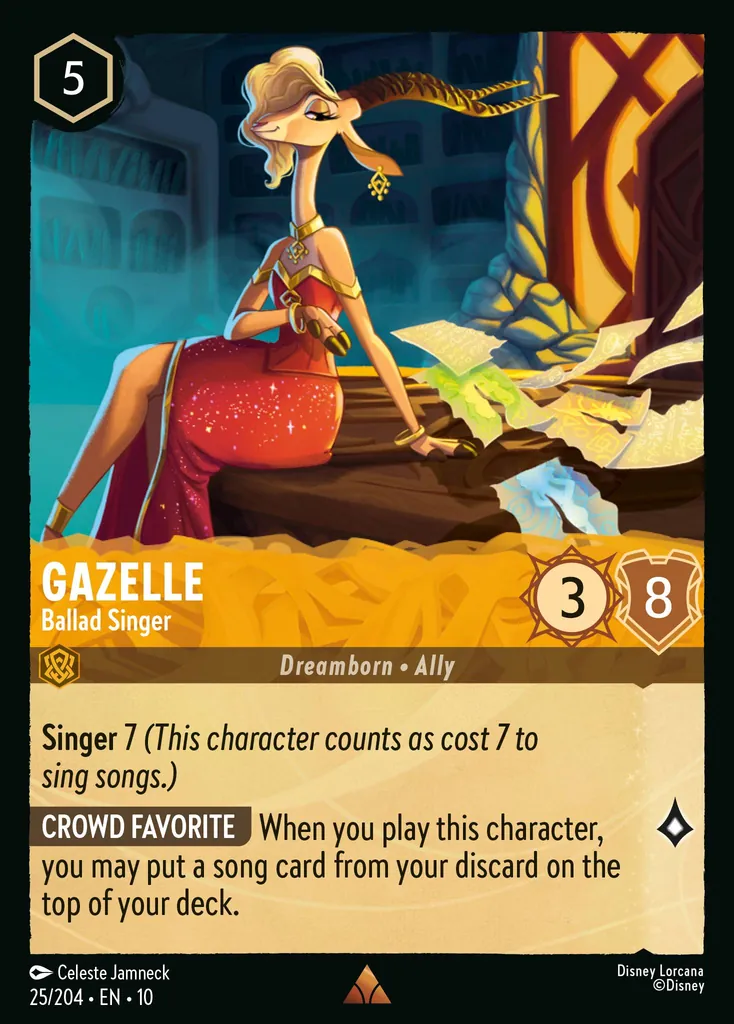 5
GAZELLE
Ballad Singer
3
8
Dreamborn • Ally
Singer 7 (This character counts as cost 7 to
sing songs.)
CROWD FAVORITE When you play this character,
you may put a song card from your discard on the
top of your deck.
Celeste Jamneck
25/204 • EN • 10
Disney Lorcana
©Disney